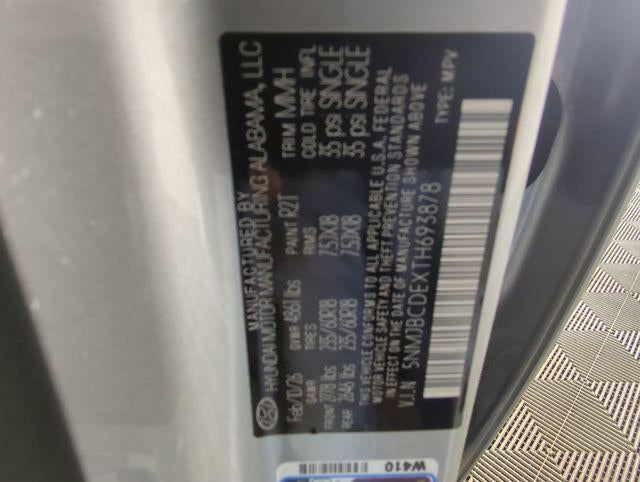 MANUFACTURED BY
HYUNDAI MOTOR MANUFACTURING ALABAMA, LLC
Feb/10/26 GVWR 4861 lbs PAINT R2T TRIM MMH
GAWR TIRES RIMS COLD TIRE INFL
FRONT 2778 lbs 235/60R18 7.5JX18 35 psi SINGLE
REAR 2646 lbs 235/60R18 7.5JX18 35 psi SINGLE
THIS VEHICLE CONFORMS TO ALL APPLICABLE U.S.A. FEDERAL
MOTOR VEHICLE SAFETY AND THEFT PREVENTION STANDARDS
IN EFFECT ON THE DATE OF MANUFACTURE SHOWN ABOVE
V.I.N 5NMJBCDEXTH693878 TYPE: MPV
W410